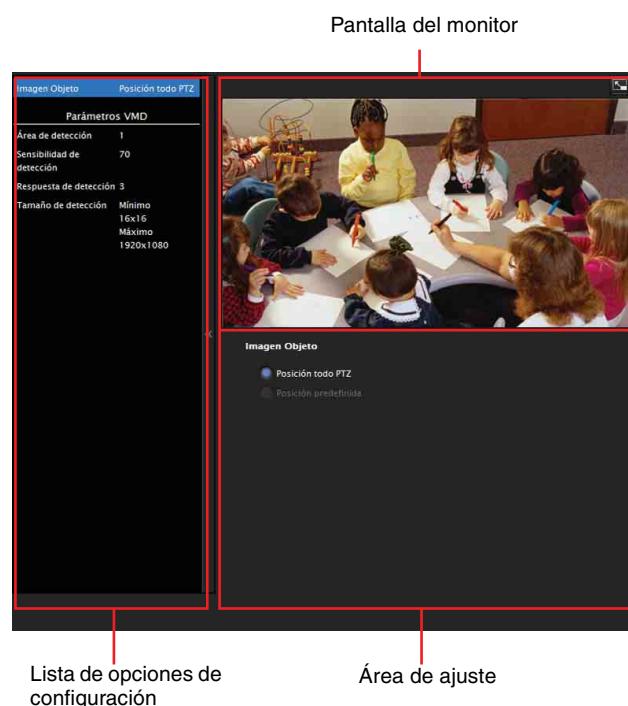 Pantalla del monitor
Imagen Objeto Posición todo PTZ
Parámetros VMD
Área de detección 1
Sensibilidad de detección 70
Respuesta de detección 3
Tamaño de detección Mínimo
16x16
Máximo
1920x1080
«
Imagen Objeto
Posición todo PTZ
Posición predefinida
Lista de opciones de
configuración
Área de ajuste